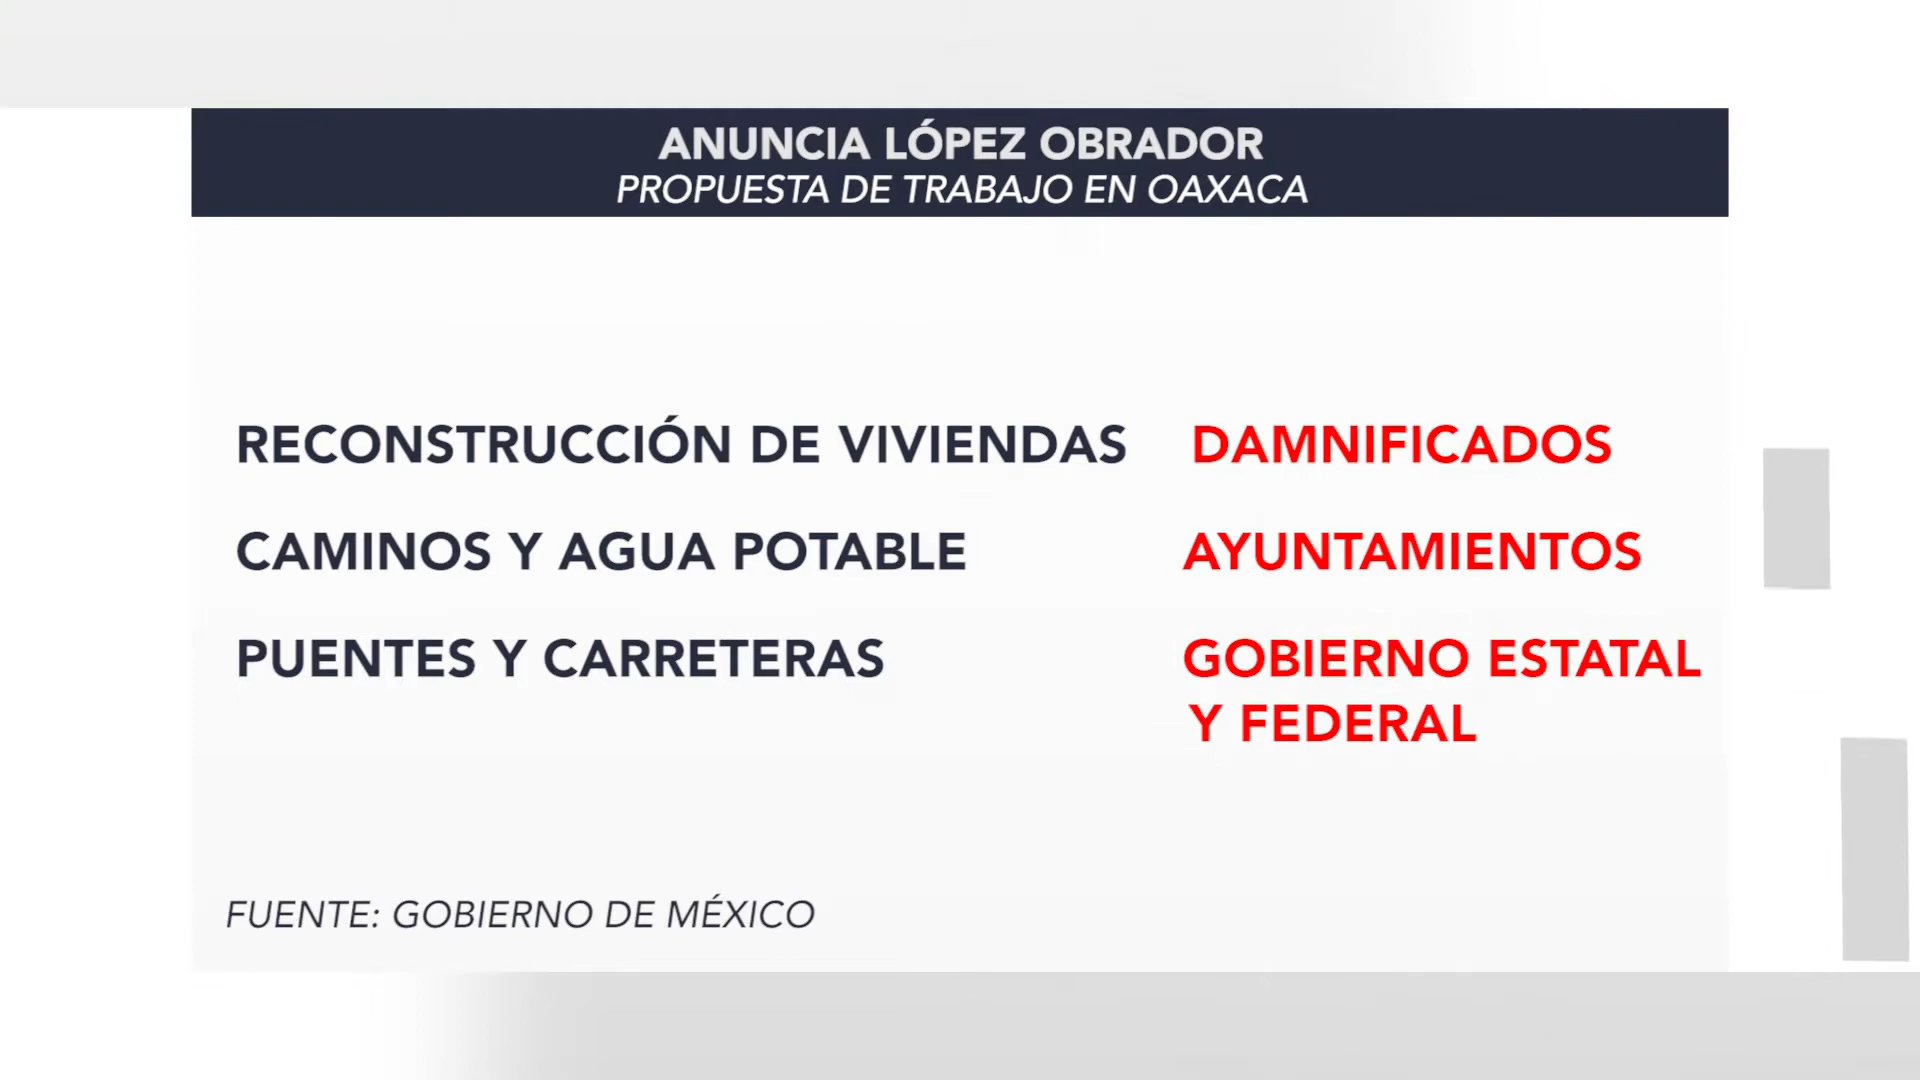 ANUNCIA LÓPEZ OBRADOR
PROPUESTA DE TRABAJO EN OAXACA
RECONSTRUCCIÓN DE VIVIENDAS DAMNIFICADOS
CAMINOS Y AGUA POTABLE AYUNTAMIENTOS
PUENTES Y CARRETERAS GOBIERNO ESTATAL
Y FEDERAL
FUENTE: GOBIERNO DE MÉXICO